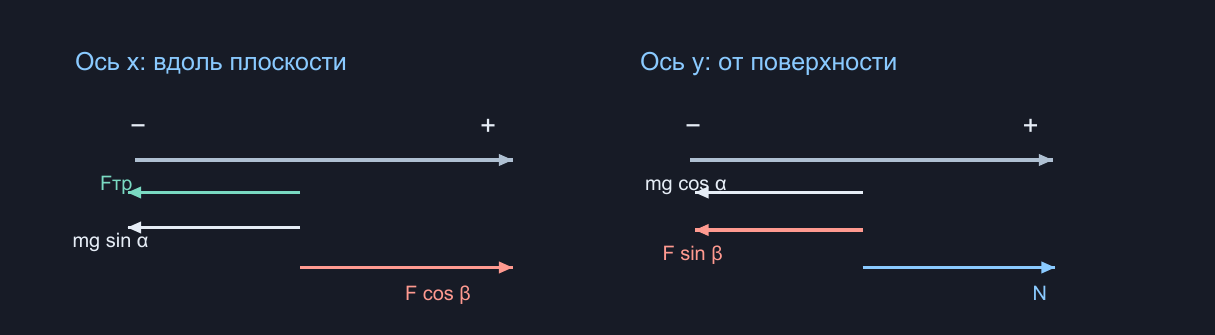 Ось x: вдоль плоскости
− +
Fтр
mg sin α
F cos β
Ось y: от поверхности
− +
mg cos α
F sin β
N